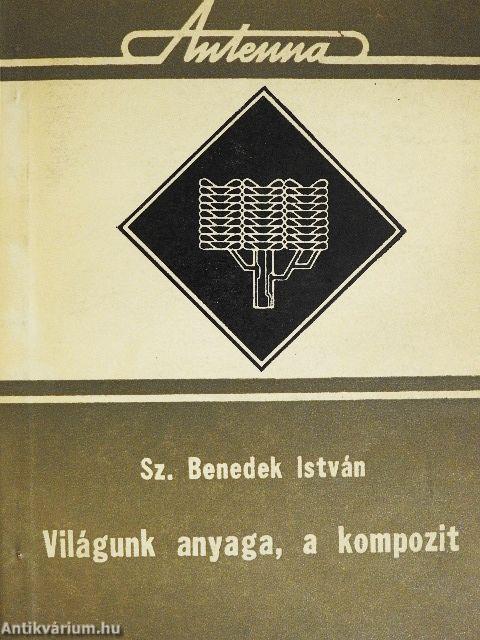 Antenna
Sz. Benedek István
Világunk anyaga, a kompozit
Antikvárium.hu